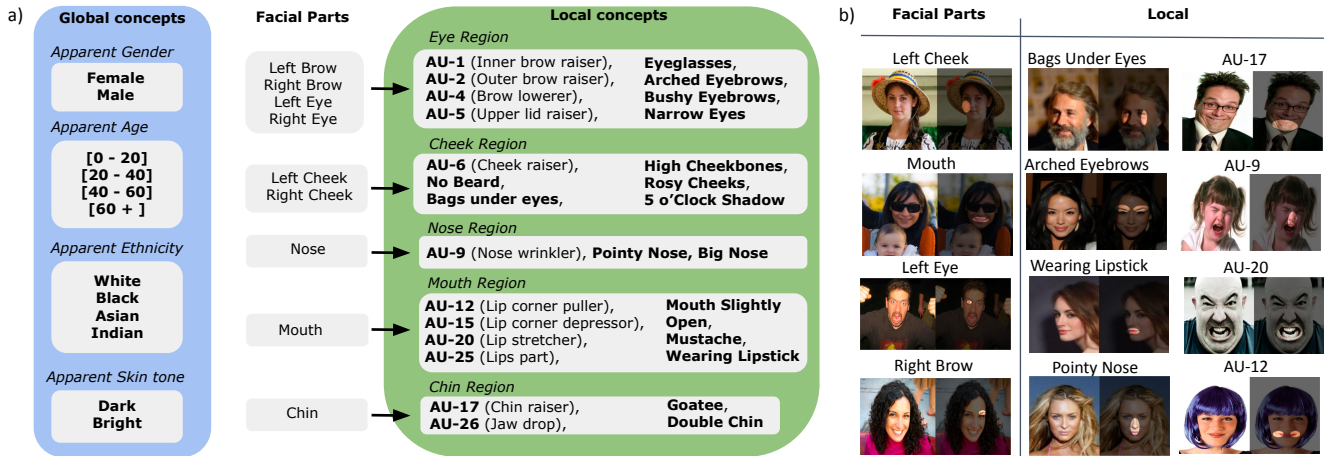 a)
Global concepts
Apparent Gender
Female
Male
Apparent Age
[0 - 20]
[20 - 40]
[40 - 60]
[60 + ]
Apparent Ethnicity
White
Black
Asian
Indian
Apparent Skin tone
Dark
Bright
Facial Parts
Left Brow
Right Brow
Left Eye
Right Eye
Left Cheek
Right Cheek
Nose
Mouth
Chin
Local concepts
Eye Region
AU-1 (Inner brow raiser), Eyeglasses,
AU-2 (Outer brow raiser), Arched Eyebrows,
AU-4 (Brow lowerer), Bushy Eyebrows,
AU-5 (Upper lid raiser), Narrow Eyes
Cheek Region
AU-6 (Cheek raiser), High Cheekbones,
No Beard, Rosy Cheeks,
Bags under eyes, 5 o'Clock Shadow
Nose Region
AU-9 (Nose wrinkler), Pointy Nose, Big Nose
Mouth Region
AU-12 (Lip corner puller), Mouth Slightly
AU-15 (Lip corner depressor), Open,
AU-20 (Lip stretcher), Mustache,
AU-25 (Lips part), Wearing Lipstick
Chin Region
AU-17 (Chin raiser), Goatee,
AU-26 (Jaw drop), Double Chin
b)
Facial Parts Local
Left Cheek Bags Under Eyes AU-17
Mouth Arched Eyebrows AU-9
Left Eye Wearing Lipstick AU-20
Right Brow Pointy Nose AU-12